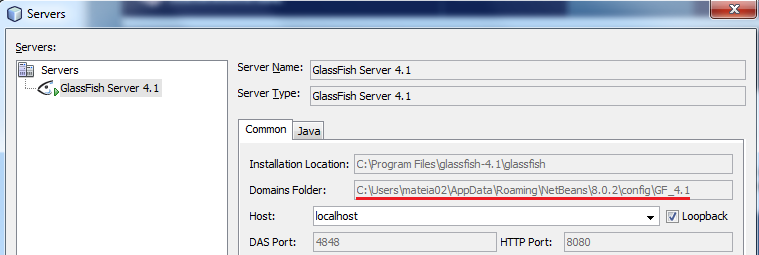 Servers
Servers:
Servers
GlassFish Server 4.1
Server Name: GlassFish Server 4.1
Server Type: GlassFish Server 4.1
Common Java
Installation Location: C:\Program Files\glassfish-4.1\glassfish
Domains Folder: C:\Users\mateia02\AppData\Roaming\NetBeans\8.0.2\config\GF_4.1
Host: localhost Loopback
DAS Port: 4848 HTTP Port: 8080